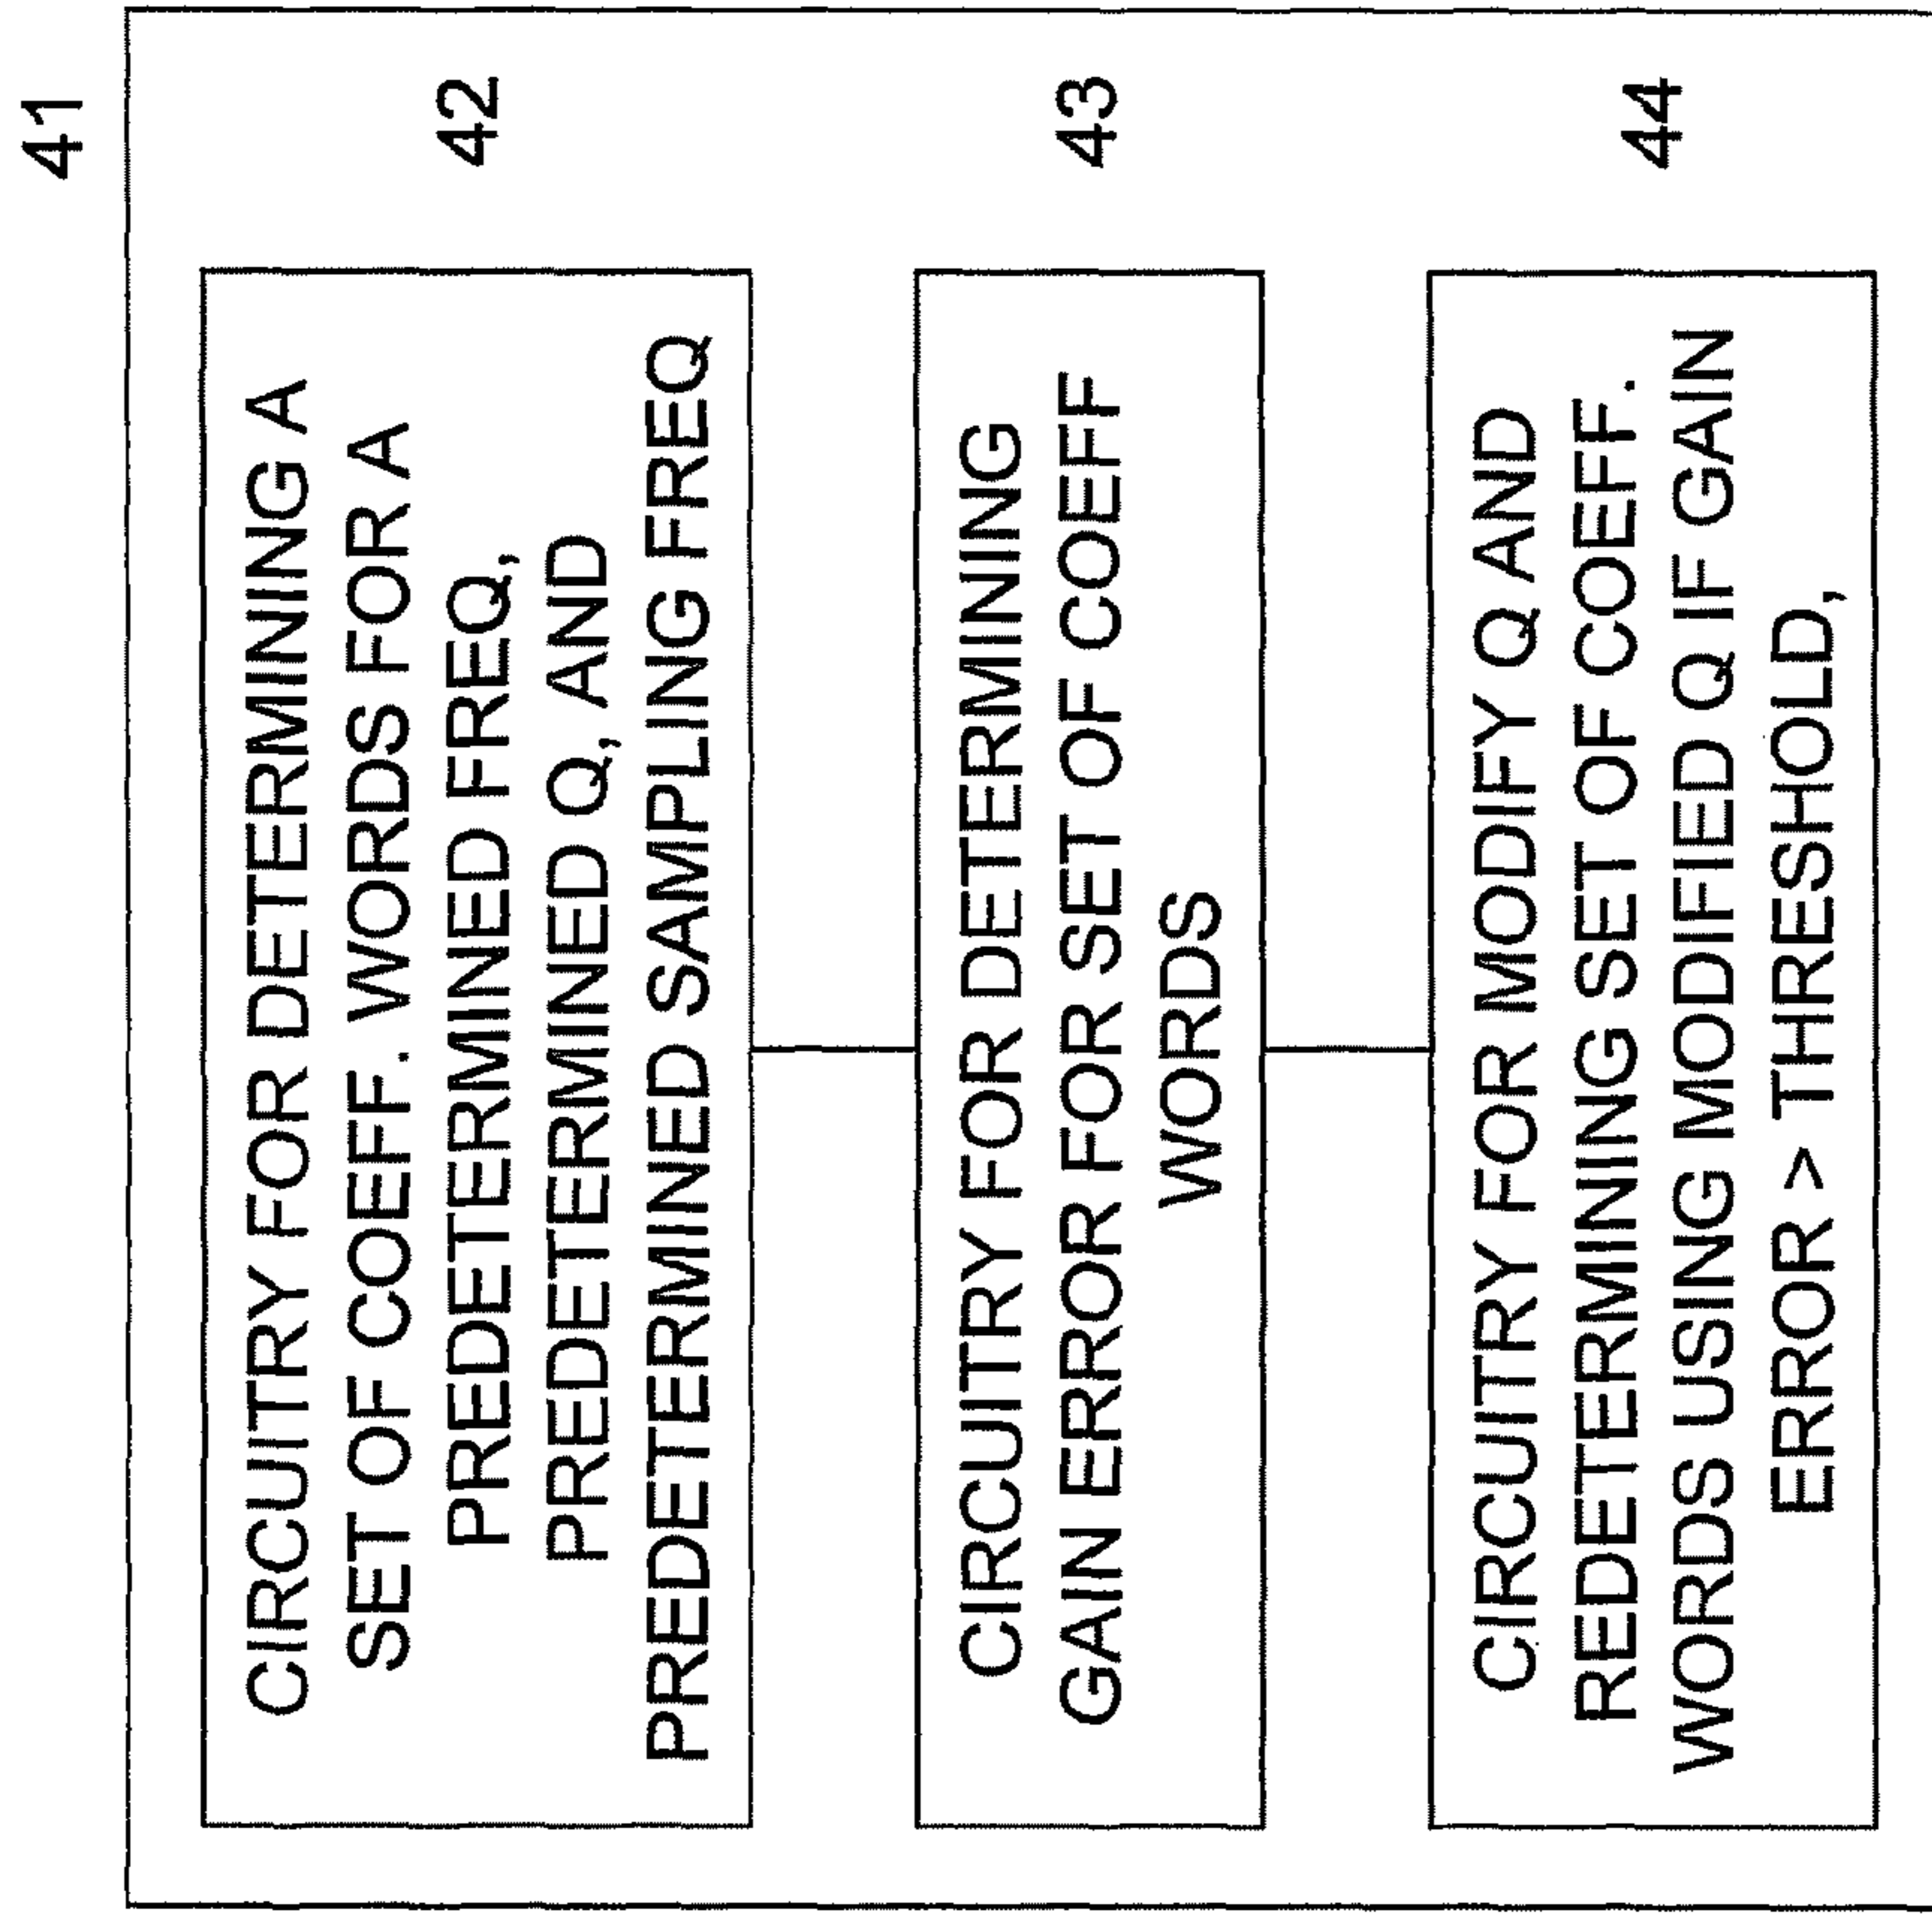 41
CIRCUITRY FOR DETERMINING A
SET OF COEFF. WORDS FOR A
PREDETERMINED FREQ,
PREDETERMINED Q, AND
PREDETERMINED SAMPLING FREQ
42
CIRCUITRY FOR DETERMINING
GAIN ERROR FOR SET OF COEFF
WORDS
43
CIRCUITRY FOR MODIFY Q AND
REDETERMINING SET OF COEFF.
WORDS USING MODIFIED Q IF GAIN
ERROR > THRESHOLD,
44